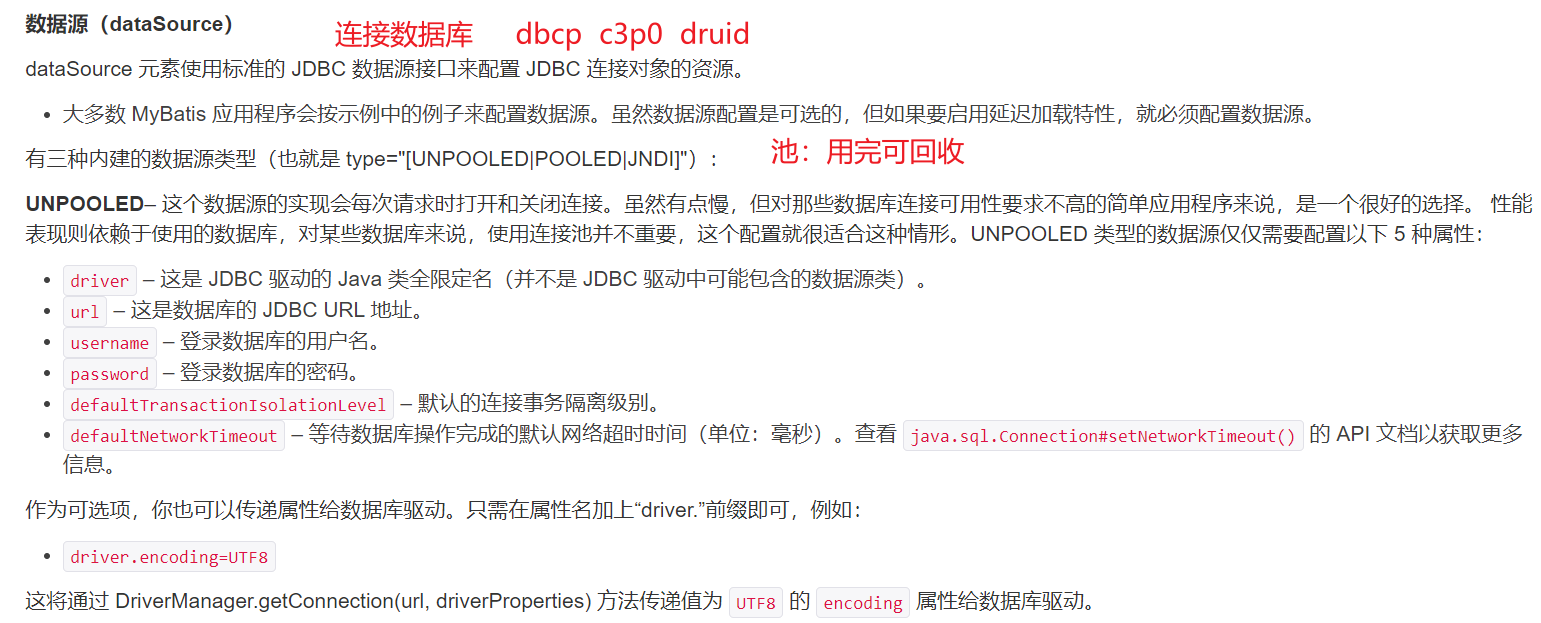 数据源（dataSource）
连接数据库 dbcp c3p0 druid
dataSource 元素使用标准的 JDBC 数据源接口来配置 JDBC 连接对象的资源。
• 大多数 MyBatis 应用程序会按示例中的例子来配置数据源。虽然数据源配置是可选的，但如果要启用延迟加载特性，就必须配置数据源。
有三种内建的数据源类型（也就是 type="[UNPOOLED|POOLED|JNDI]"）：
池：用完可回收
UNPOOLED– 这个数据源的实现会每次请求时打开和关闭连接。虽然有点慢，但对那些数据库连接可用性要求不高的简单应用程序来说，是一个很好的选择。 性能
表现则依赖于使用的数据库，对某些数据库来说，使用连接池并不重要，这个配置就很适合这种情形。UNPOOLED 类型的数据源仅仅需要配置以下 5 种属性：
• driver – 这是 JDBC 驱动的 Java 类全限定名（并不是 JDBC 驱动中可能包含的数据源类）。
• url – 这是数据库的 JDBC URL 地址。
• username – 登录数据库的用户名。
• password – 登录数据库的密码。
• defaultTransactionIsolationLevel – 默认的连接事务隔离级别。
• defaultNetworkTimeout – 等待数据库操作完成的默认网络超时时间（单位：毫秒）。查看 java.sql.Connection#setNetworkTimeout() 的 API 文档以获取更多
信息。
作为可选项，你也可以传递属性给数据库驱动。只需在属性名加上“driver.”前缀即可，例如：
• driver.encoding=UTF8
这将通过 DriverManager.getConnection(url, driverProperties) 方法传递值为 UTF8 的 encoding 属性给数据库驱动。